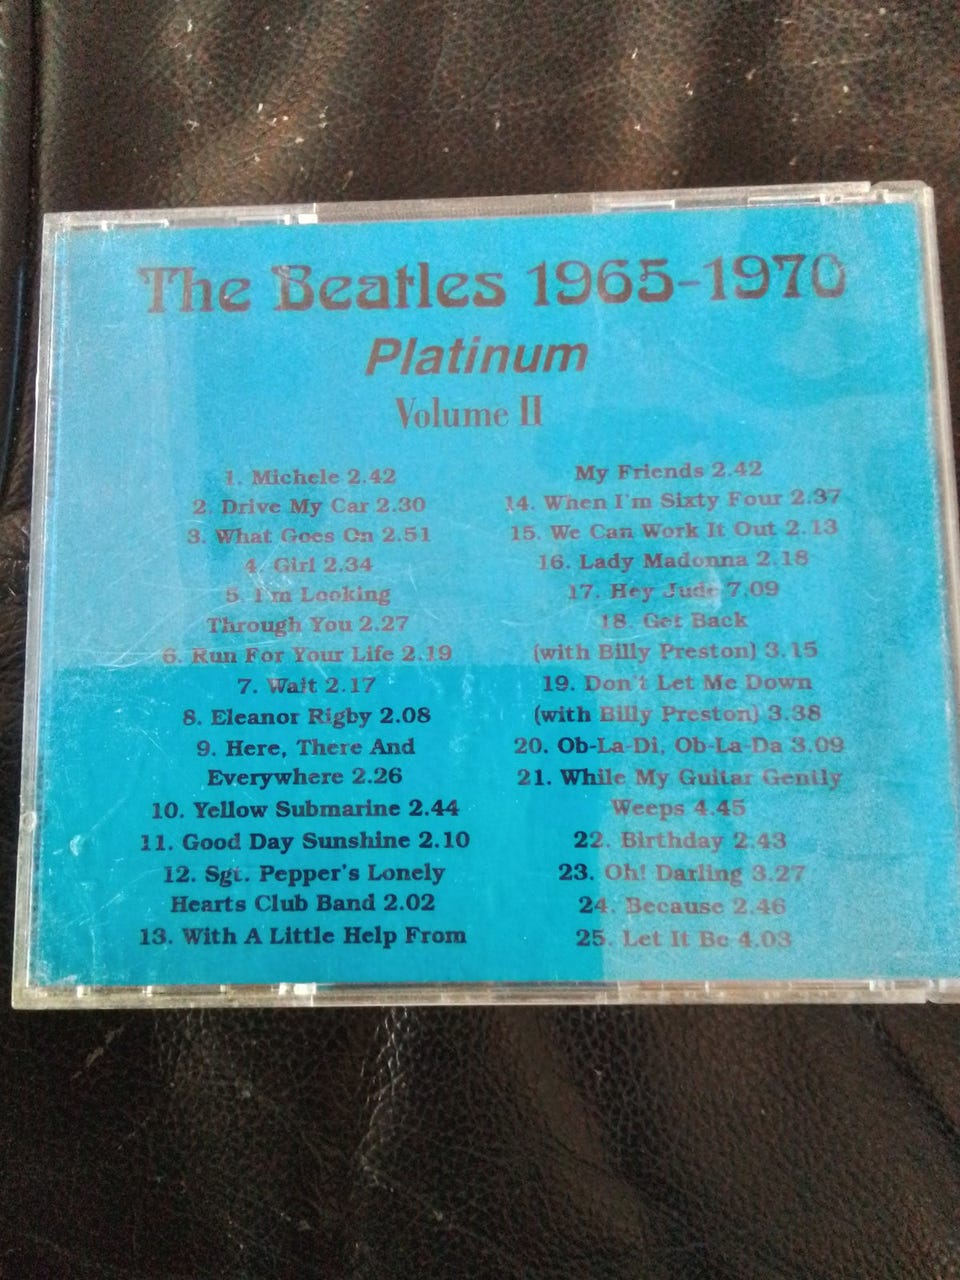 The Beatles 1965-1970
Platinum
Volume II
1. Michele 2.42
2. Drive My Car 2.30
3. What Goes On 2.51
4. Girl 2.34
5. I'm Looking
Through You 2.27
6. Run For Your Life 2.19
7. Wait 2.17
8. Eleanor Rigby 2.08
9. Here, There And
Everywhere 2.26
10. Yellow Submarine 2.44
11. Good Day Sunshine 2.10
12. Sgt. Pepper's Lonely
Hearts Club Band 2.02
13. With A Little Help From
My Friends 2.42
14. When I'm Sixty Four 2.37
15. We Can Work It Out 2.13
16. Lady Madonna 2.18
17. Hey Jude 7.09
18. Get Back
(with Billy Preston) 3.15
19. Don't Let Me Down
(with Billy Preston) 3.38
20. Ob-La-Di, Ob-La-Da 3.09
21. While My Guitar Gently
Weeps 4.45
22. Birthday 2.43
23. Oh! Darling 3.27
24. Because 2.46
25. Let It Be 4.03